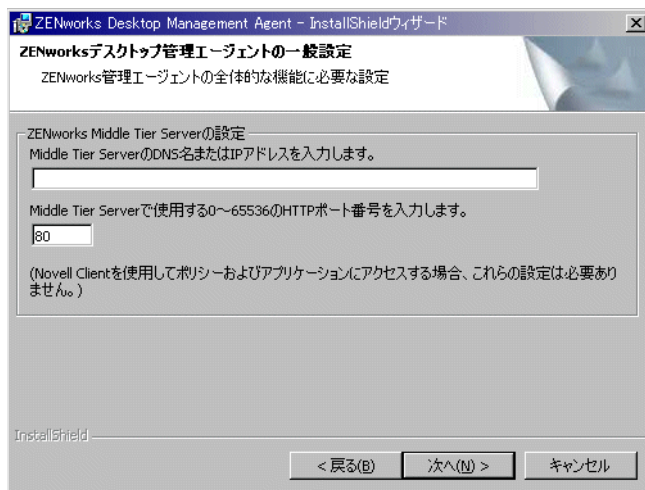 ZENworks Desktop Management Agent - InstallShieldウィザード
ZENworksデスクトップ管理エージェントの一般設定
ZENworks管理エージェントの全体的な機能に必要な設定
ZENworks Middle Tier Serverの設定
Middle Tier ServerのDNS名またはIPアドレスを入力します。
Middle Tier Serverで使用する0～65536のHTTPポート番号を入力します。
80
(Novell Clientを使用してポリシーおよびアプリケーションにアクセスする場合、これらの設定は必要あり
ません。)
InstallShield
< 戻る(B) 次へ(N) > キャンセル